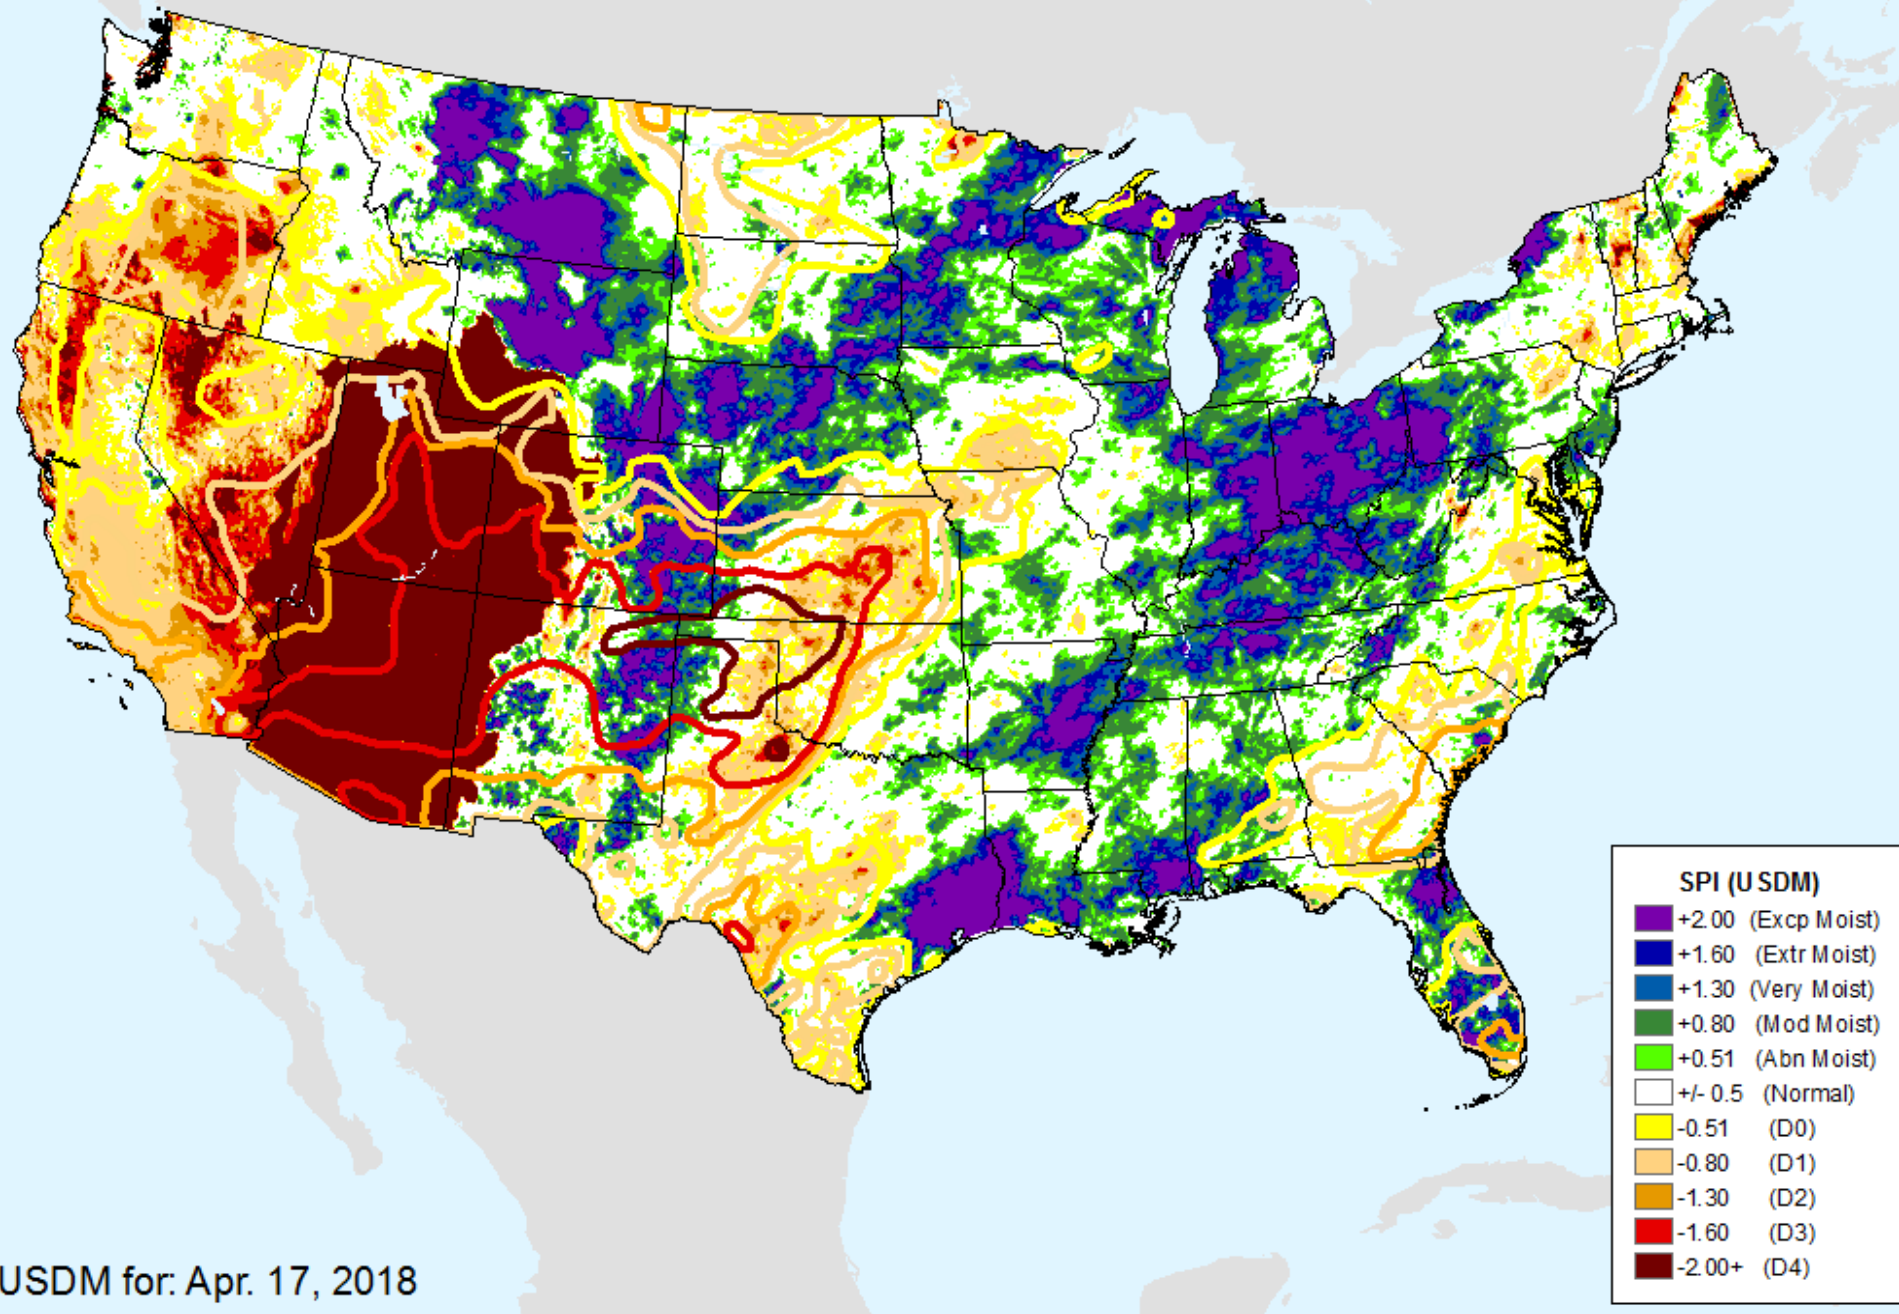 SPI (USDM)
+2.00 (Excp Moist)
+1.60 (Extr Moist)
+1.30 (Very Moist)
+0.80 (Mod Moist)
+0.51 (Abn Moist)
+/- 0.5 (Normal)
-0.51 (D0)
-0.80 (D1)
-1.30 (D2)
-1.60 (D3)
-2.00+ (D4)
USDM for: Apr. 17, 2018